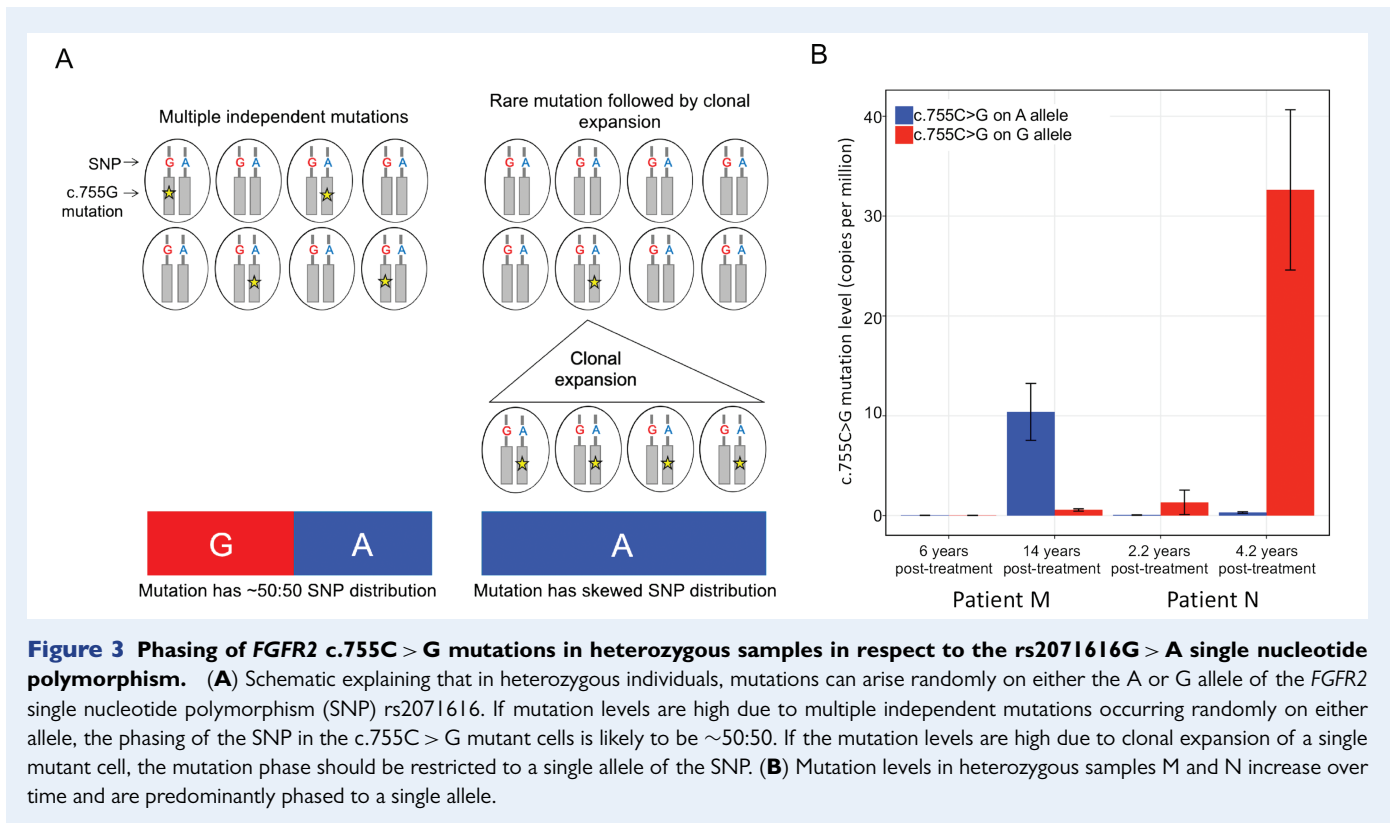 A
Multiple independent mutations
SNP→
c.755G →
mutation
G A G A G A G A
G A G A G A G A
Rare mutation followed by clonal
expansion
G A G A G A G A
G A G A G A G A
Clonal
expansion
G A G A G A G A
G A
Mutation has ~50:50 SNP distribution
A
Mutation has skewed SNP distribution
B
c.755C>G on A allele
c.755C>G on G allele
c.755C>G mutation level (copies per million)
40
30
20
10
0
6 years
post-treatment
14 years
post-treatment
2.2 years
post-treatment
4.2 years
post-treatment
Patient M
Patient N
Figure 3 Phasing of FGFR2 c.755C > G mutations in heterozygous samples in respect to the rs2071616G > A single nucleotide
polymorphism. (A) Schematic explaining that in heterozygous individuals, mutations can arise randomly on either the A or G allele of the FGFR2
single nucleotide polymorphism (SNP) rs2071616. If mutation levels are high due to multiple independent mutations occurring randomly on either
allele, the phasing of the SNP in the c.755C > G mutant cells is likely to be ∼50:50. If the mutation levels are high due to clonal expansion of a single
mutant cell, the mutation phase should be restricted to a single allele of the SNP. (B) Mutation levels in heterozygous samples M and N increase over
time and are predominantly phased to a single allele.